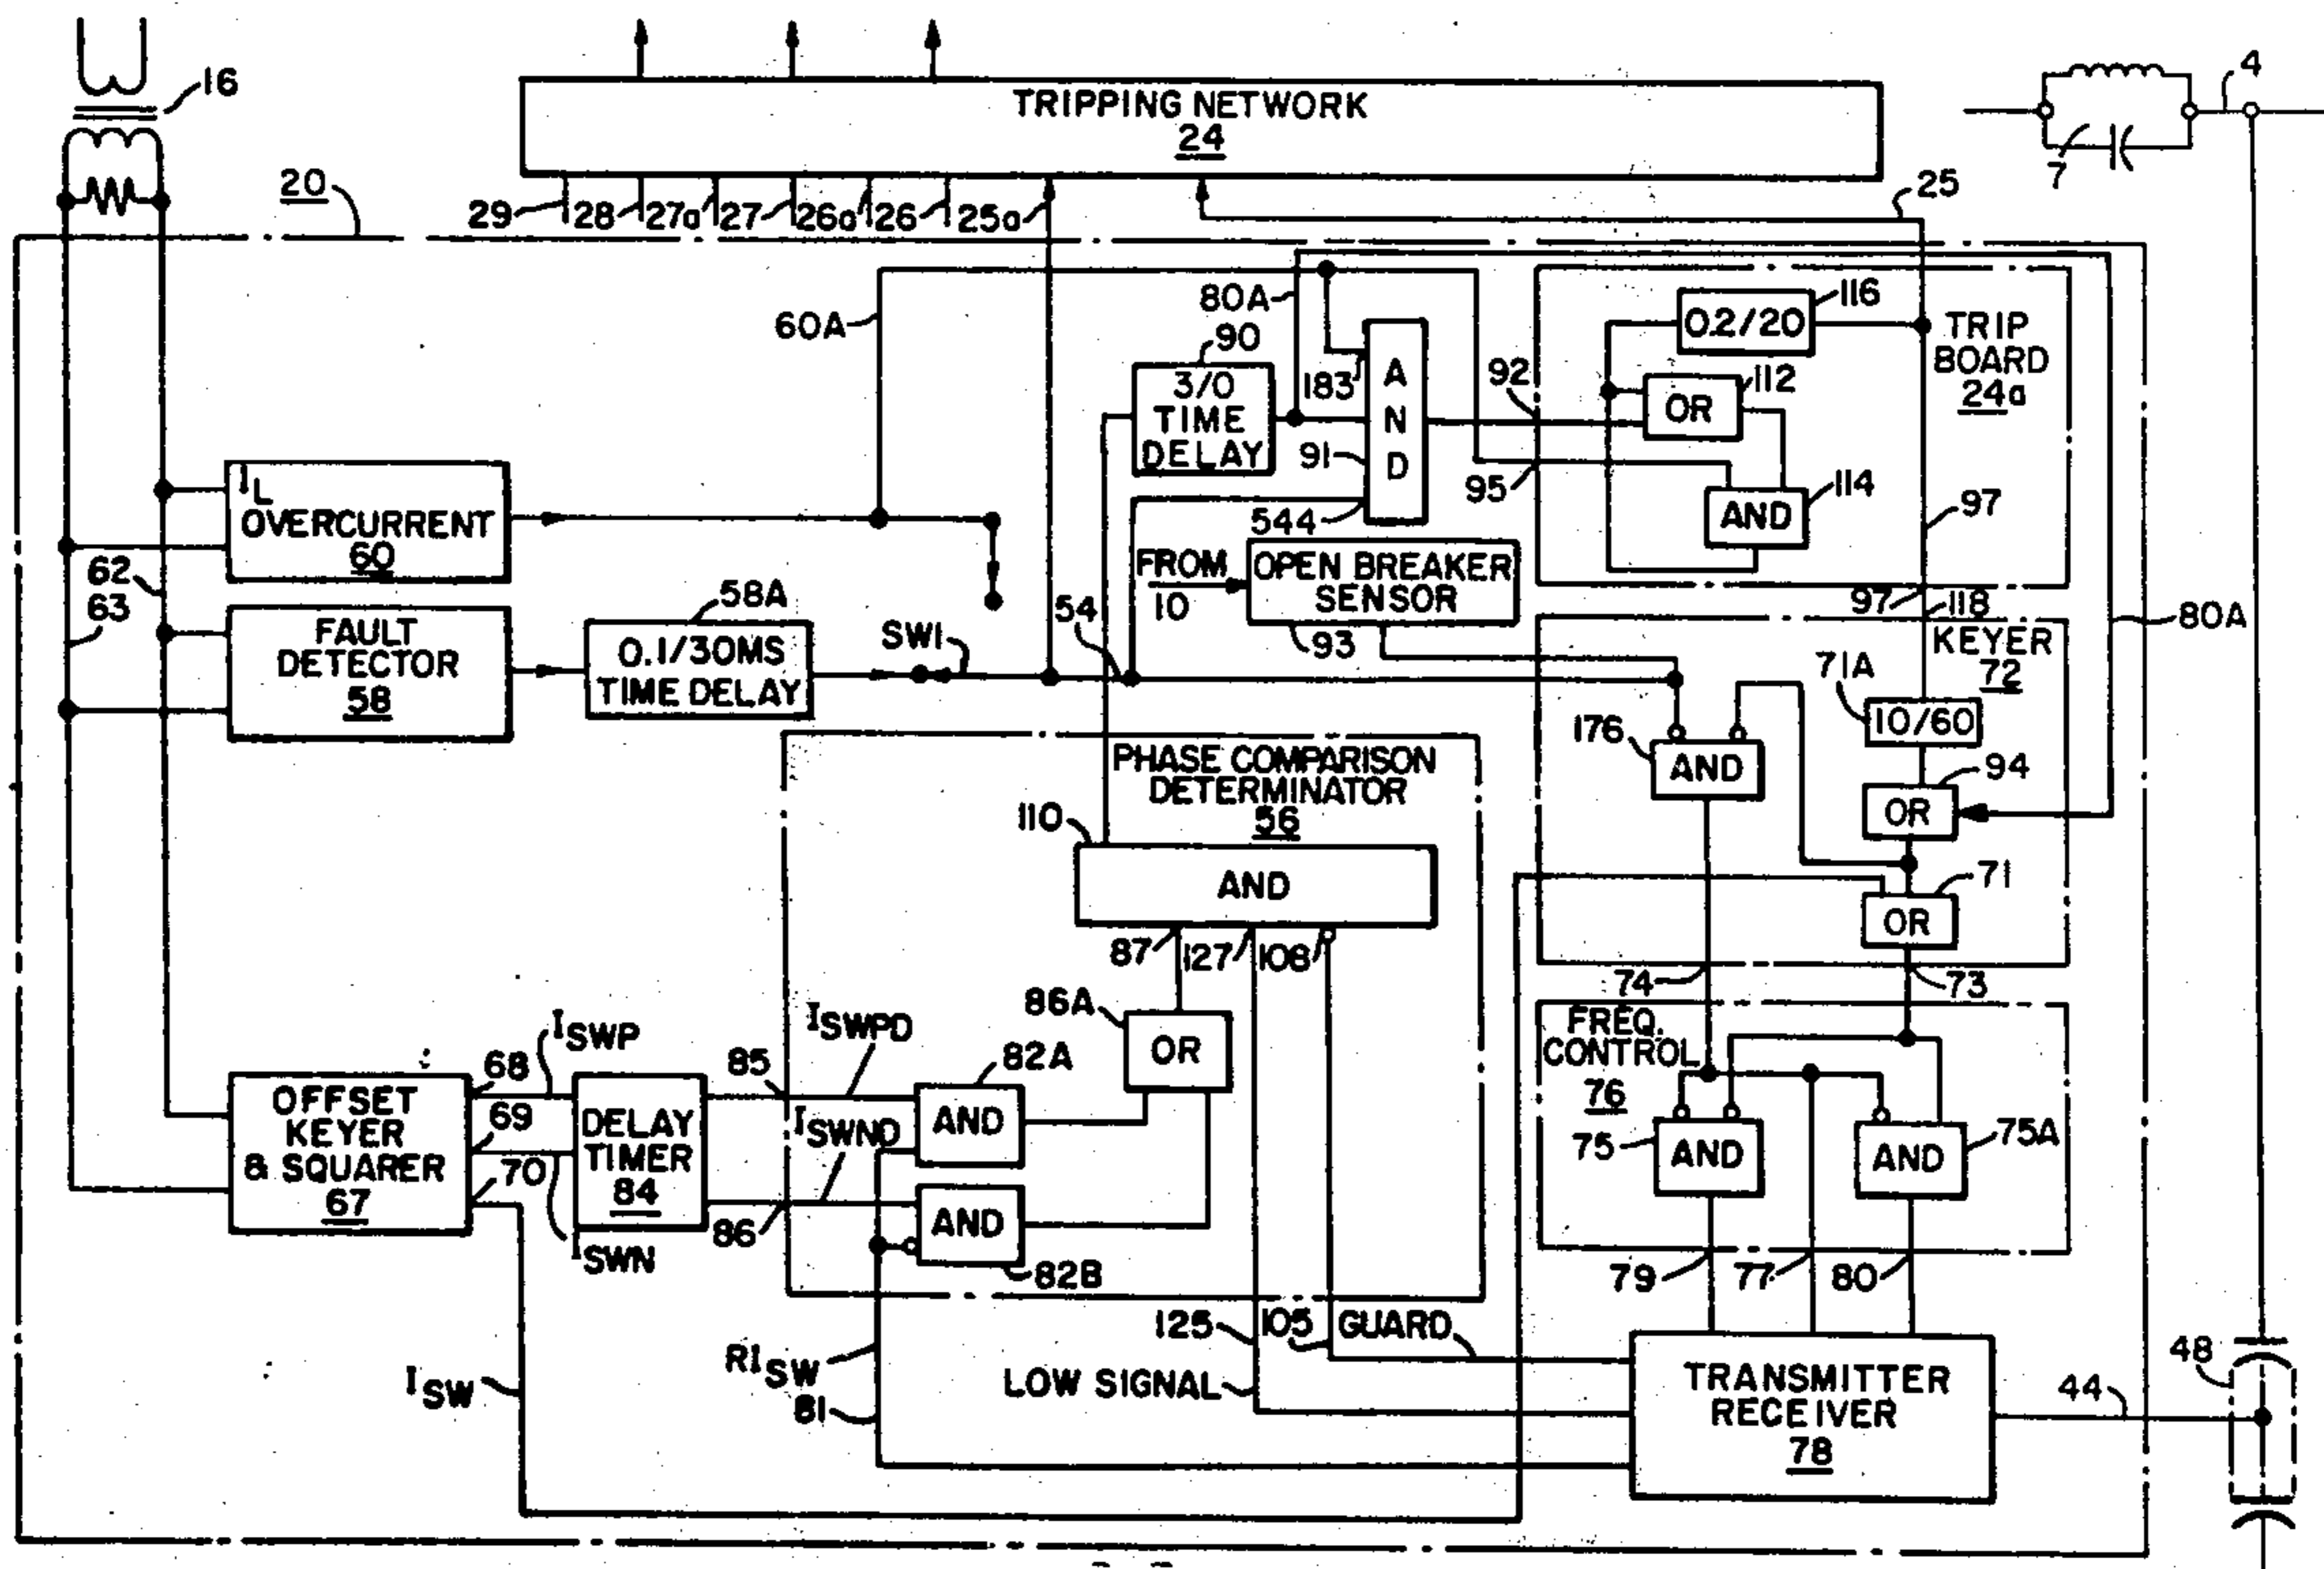 16
TRIPPING NETWORK
24
4
7
20
29
28
27a
27
26a
26
25a
25
60A
80A
90
3/0
TIME
DELAY
183
91
A
N
D
544
92
95
116
0.2/20
112
OR
114
AND
TRIP
BOARD
24a
97
IL
OVERCURRENT
60
62
63
FAULT
DETECTOR
58
58A
0.1/30MS
TIME DELAY
SW1
54
FROM
10
OPEN BREAKER
SENSOR
93
97
118
KEYER
72
80A
71A
10/60
176
AND
94
OR
71
OR
PHASE COMPARISON
DETERMINATOR
56
110
AND
87
127
108
74
73
86A
OR
FREQ.
CONTROL
76
75
AND
AND
75A
OFFSET
KEYER
& SQUARER
67
68
ISWP
69
70
ISWN
DELAY
TIMER
84
85
ISWPD
ISWND
86
82A
AND
AND
82B
79
77
80
ISW
RISW
81
125
105
GUARD
LOW SIGNAL
TRANSMITTER
RECEIVER
78
44
48